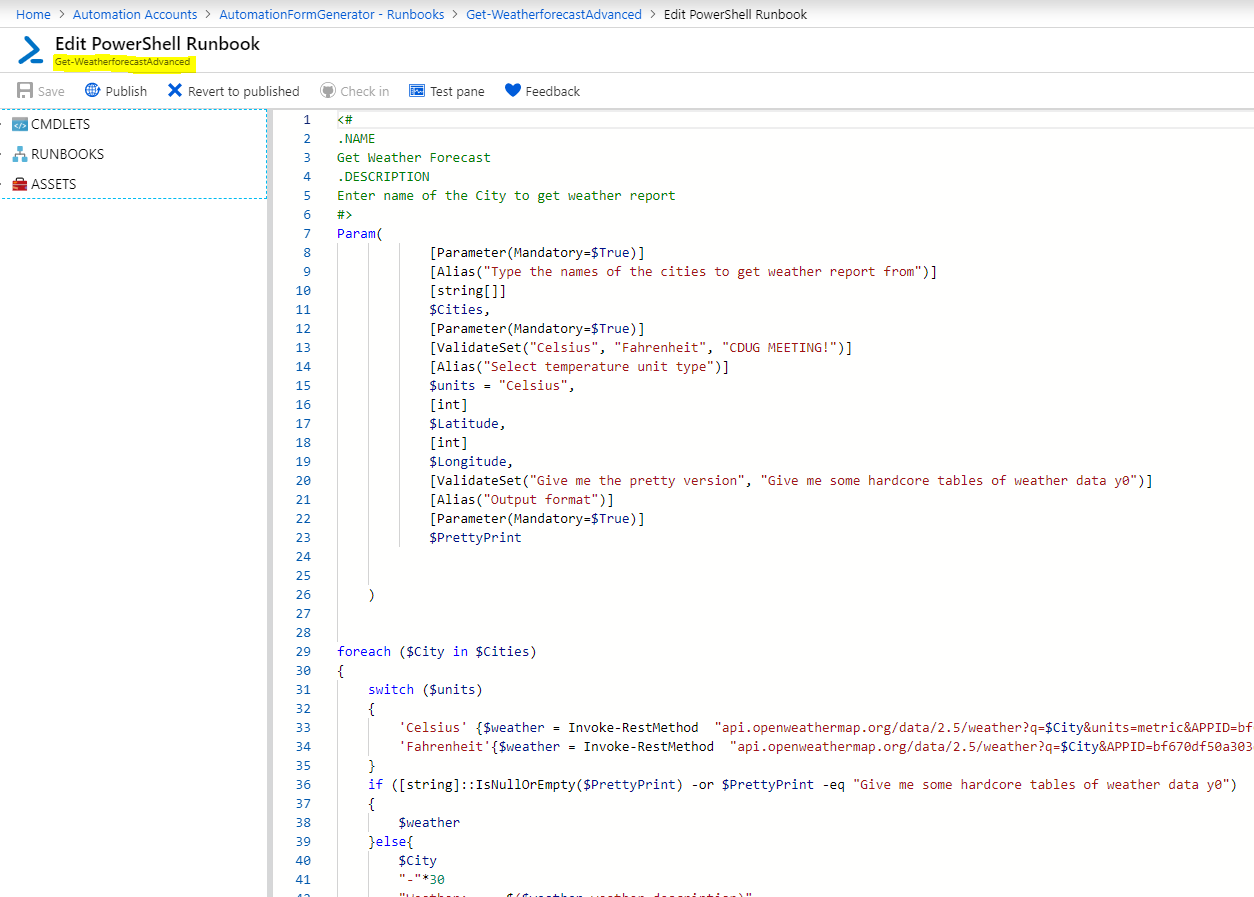 Home > Automation Accounts > AutomationFormGenerator - Runbooks > Get-WeatherforecastAdvanced > Edit PowerShell Runbook
Edit PowerShell Runbook
Get-WeatherforecastAdvanced
Save Publish Revert to published Check in Test pane Feedback
CMDLETS
RUNBOOKS
ASSETS
1 <#
2 .NAME
3 Get Weather Forecast
4 .DESCRIPTION
5 Enter name of the City to get weather report
6 #>
7 Param(
8 [Parameter(Mandatory=$True)]
9 [Alias("Type the names of the cities to get weather report from")]
10 [string[]]
11 $Cities,
12 [Parameter(Mandatory=$True)]
13 [ValidateSet("Celsius", "Fahrenheit", "CDUG MEETING!")]
14 [Alias("Select temperature unit type")]
15 $units = "Celsius",
16 [int]
17 $Latitude,
18 [int]
19 $Longitude,
20 [ValidateSet("Give me the pretty version", "Give me some hardcore tables of weather data y0")]
21 [Alias("Output format")]
22 [Parameter(Mandatory=$True)]
23 $PrettyPrint
24
25
26 )
27
28
29 foreach ($City in $Cities)
30 {
31 switch ($units)
32 {
33 'Celsius' {$weather = Invoke-RestMethod "api.openweathermap.org/data/2.5/weather?q=$City&units=metric&APPID=bf
34 'Fahrenheit'{$weather = Invoke-RestMethod "api.openweathermap.org/data/2.5/weather?q=$City&APPID=bf670df50a303
35 }
36 if ([string]::IsNullOrEmpty($PrettyPrint) -or $PrettyPrint -eq "Give me some hardcore tables of weather data y0")
37 {
38 $weather
39 }else{
40 $City
41 "-"*30